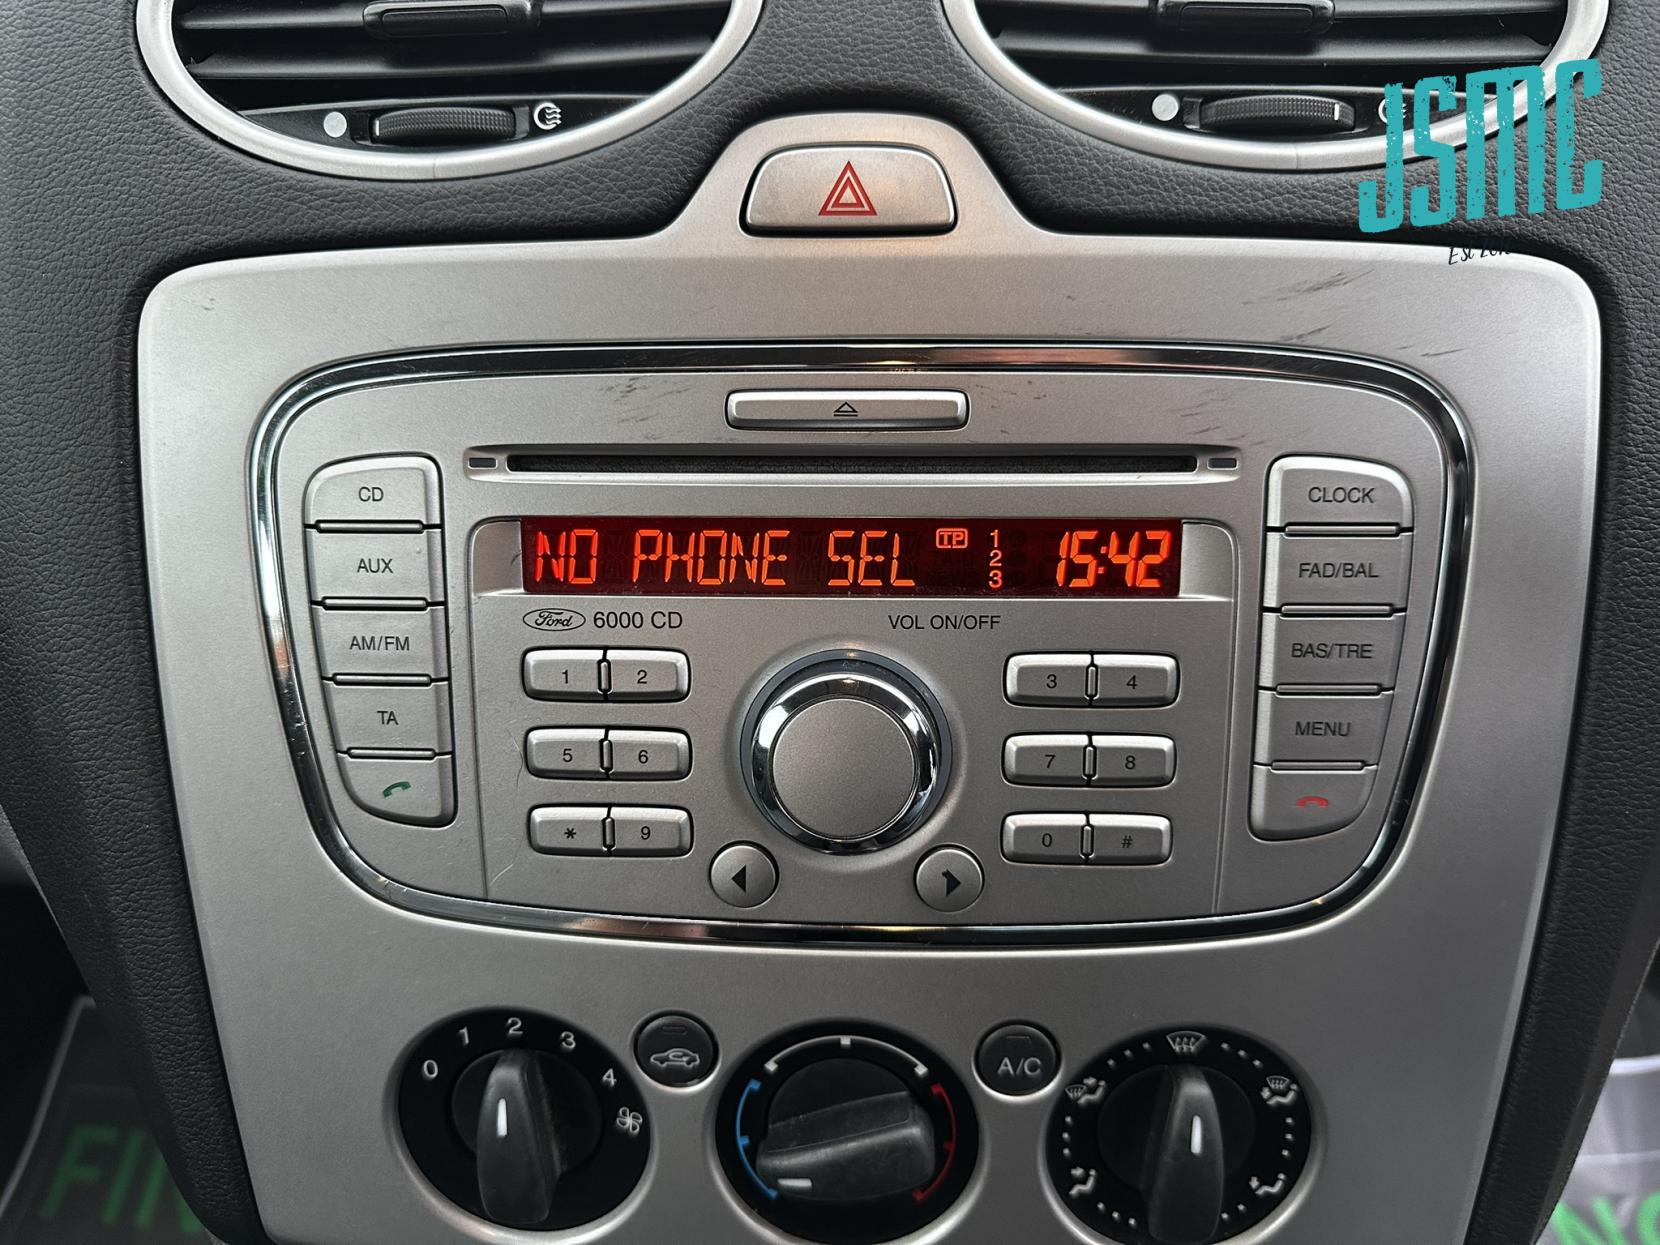 JSMC
CD
AUX
AM/FM
TA
NO PHONE SEL
TP
1
2
3
15:42
Ford 6000 CD
VOL ON/OFF
1 2
3 4
5 6
7 8
* 9
0 #
CLOCK
FAD/BAL
BAS/TRE
MENU
0 1 2 3 4
A/C
FIN